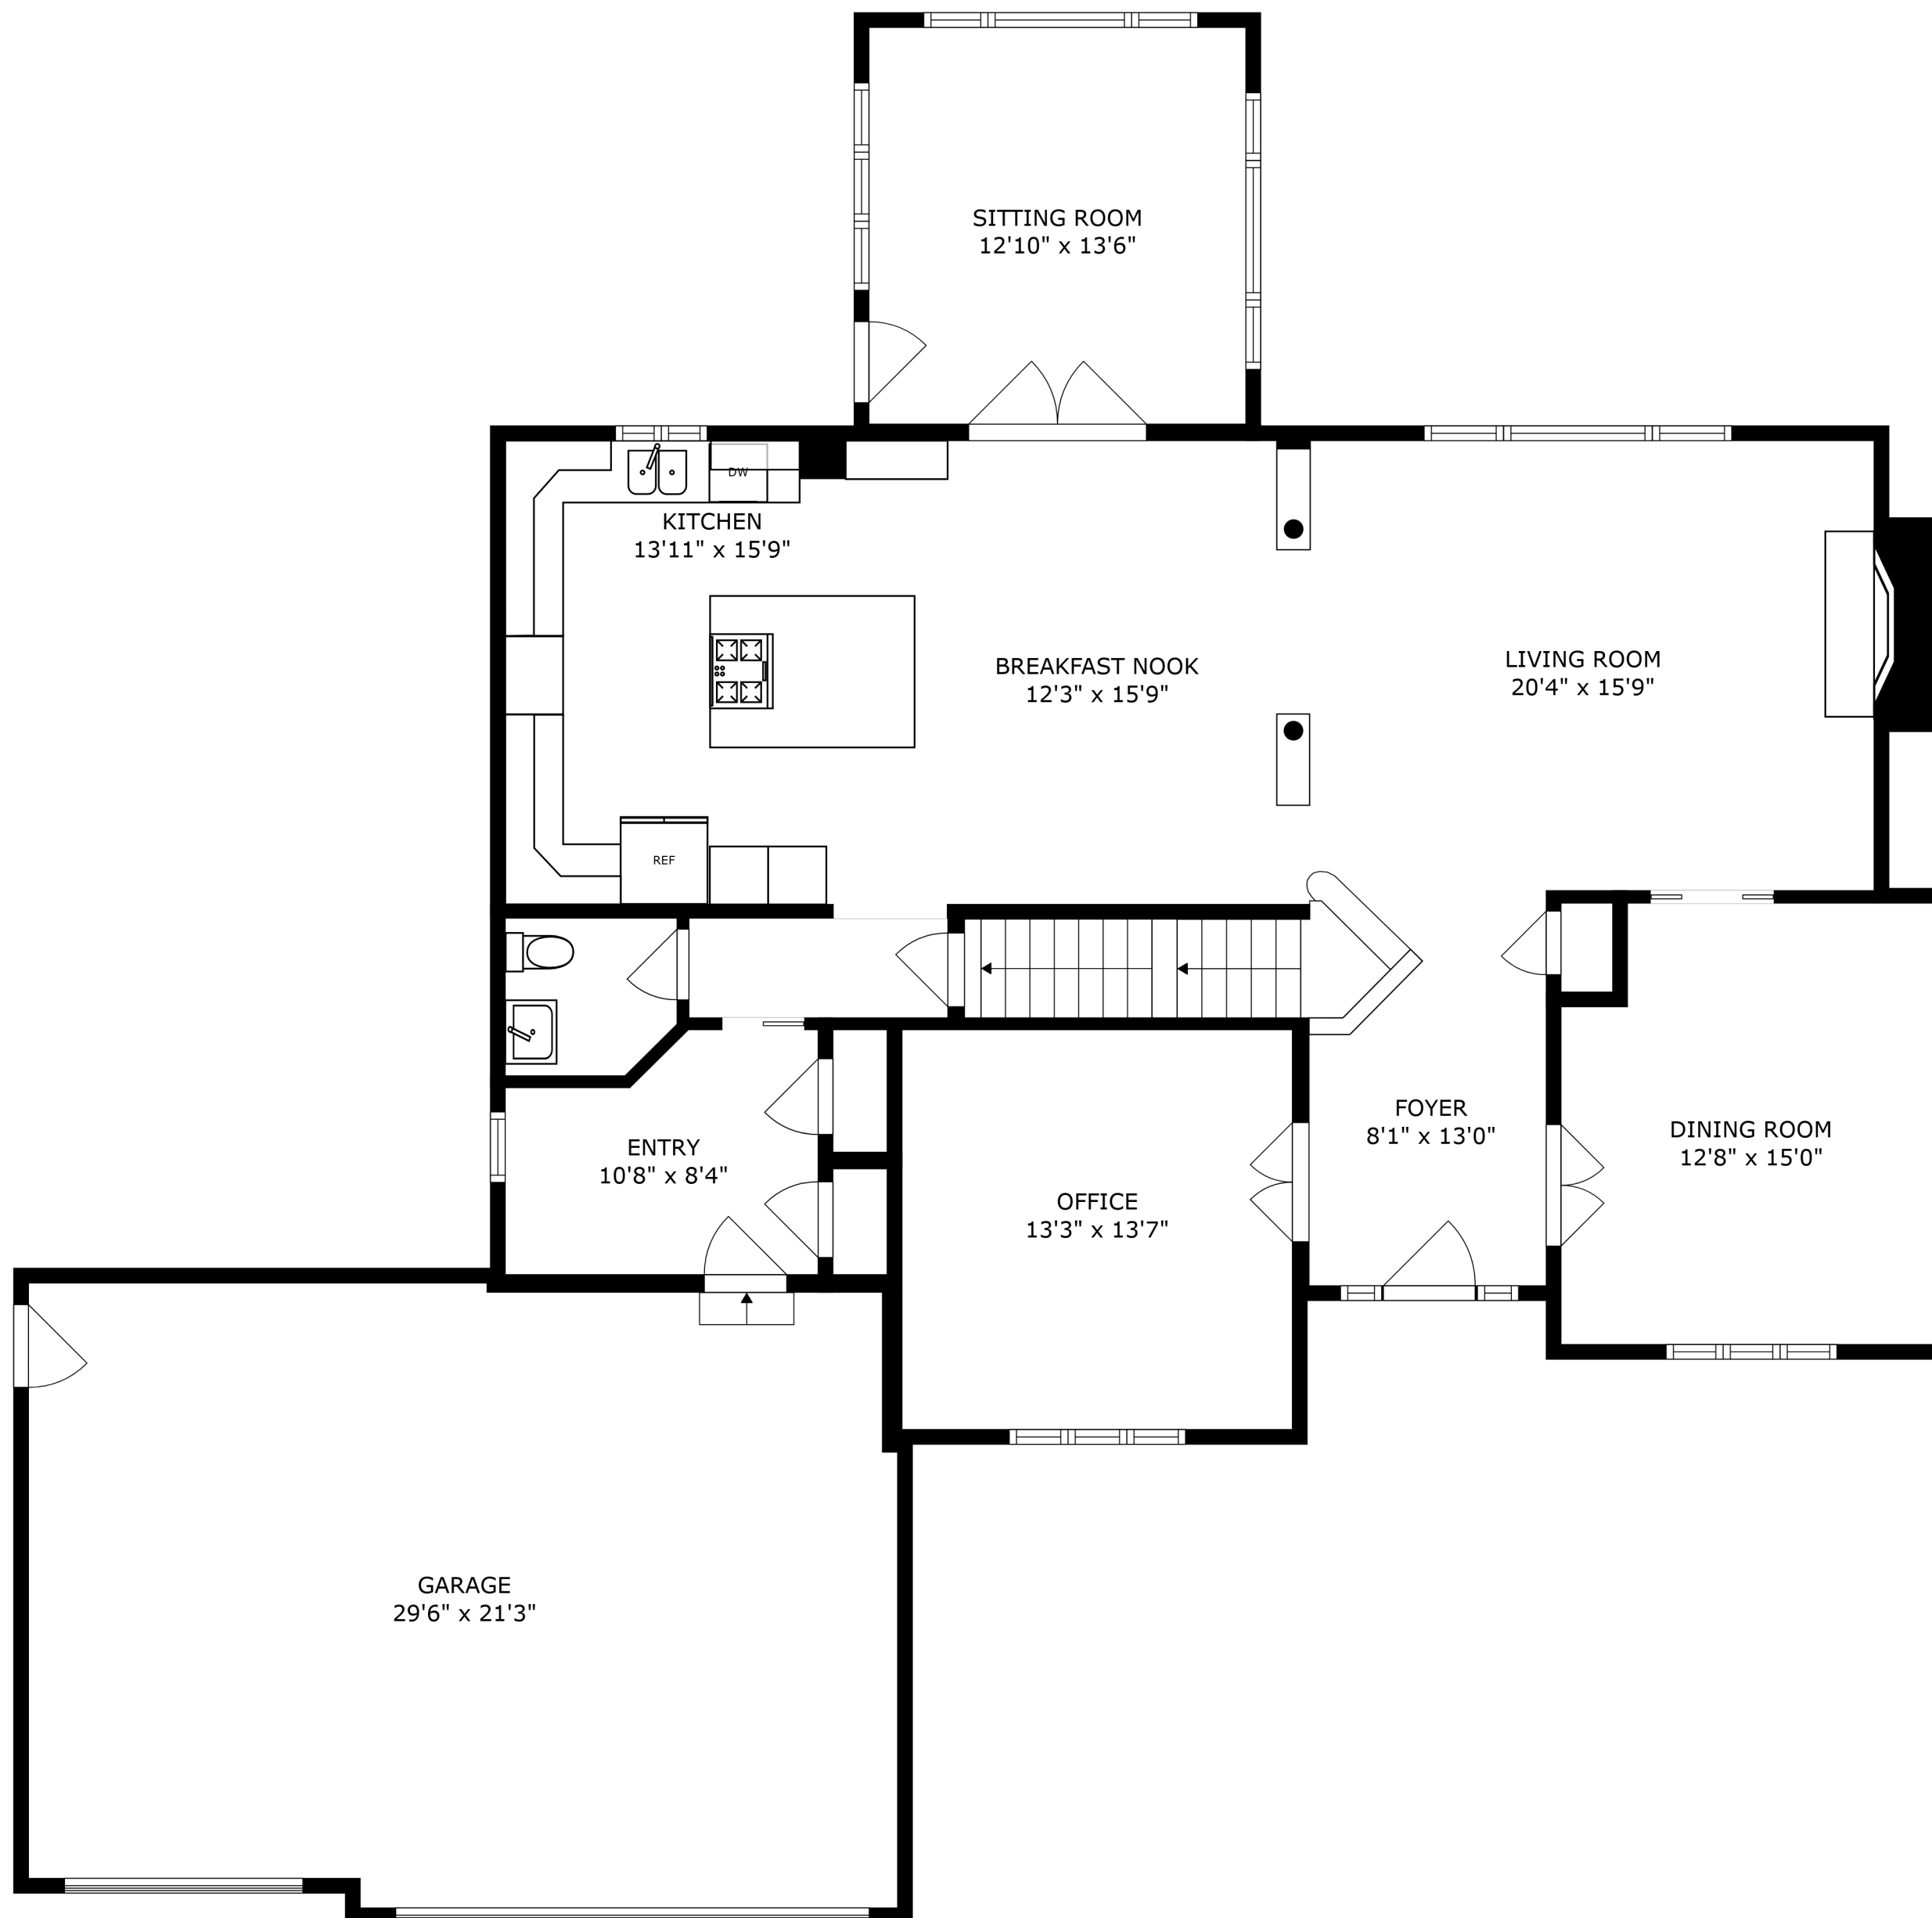 SITTING ROOM
12'10" x 13'6"
DW
KITCHEN
13'11" x 15'9"
BREAKFAST NOOK
12'3" x 15'9"
LIVING ROOM
20'4" x 15'9"
REF
FOYER
8'1" x 13'0"
DINING ROOM
12'8" x 15'0"
ENTRY
10'8" x 8'4"
OFFICE
13'3" x 13'7"
GARAGE
29'6" x 21'3"